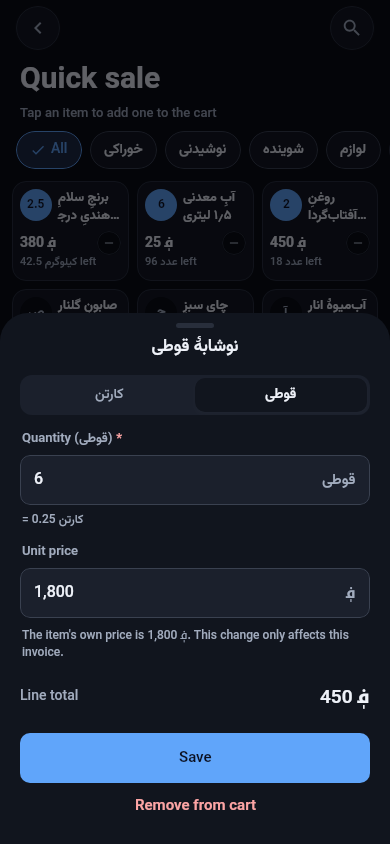 Quick sale
Tap an item to add one to the cart
All
خوراکی
نوشیدنی
شوینده
لوازم
2.5
برنج سلامِ
هندیِ درجـ...
380 ؋
42.5 کیلوگرم left
6
آبِ معدنی
۱٫۵ لیتری
25 ؋
96 عدد left
2
روغنِ
آفتاب‌گردا...
450 ؋
18 عدد left
صابونِ گلنار
چای سبز
آب‌میوهٔ انار
نوشابهٔ قوطی
کارتن
قوطی
Quantity (قوطی) *
6 قوطی
= 0.25 کارتن
Unit price
1,800 ؋
The item's own price is 1,800 ؋. This change only affects this
invoice.
Line total 450 ؋
Save
Remove from cart